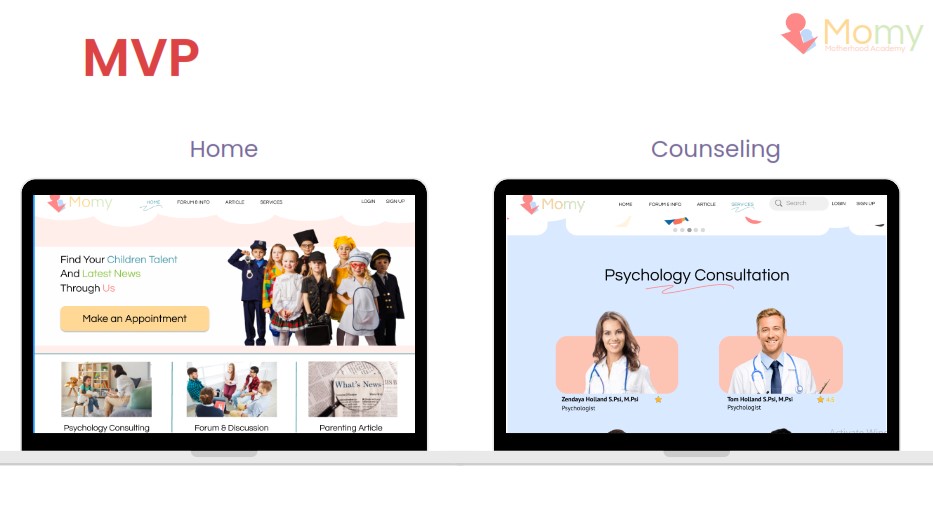 MVP
Momy
Motherhood Academy
Home
Counseling
Momy
HOME
FORUM & INFO
ARTICLE
SERVICES
LOGIN
SIGN UP
Find Your Children Talent
And Latest News
Through Us
Make an Appointment
What's News
Psychology Consulting
Forum & Discussion
Parenting Article
Momy
HOME
FORUM & INFO
ARTICLE
SERVICES
Search
LOGIN
SIGN UP
Psychology Consultation
Zendaya Holland S.Psi, M.Psi
Psychologist
Tom Holland S.Psi, M.Psi
4.5
Psychologist